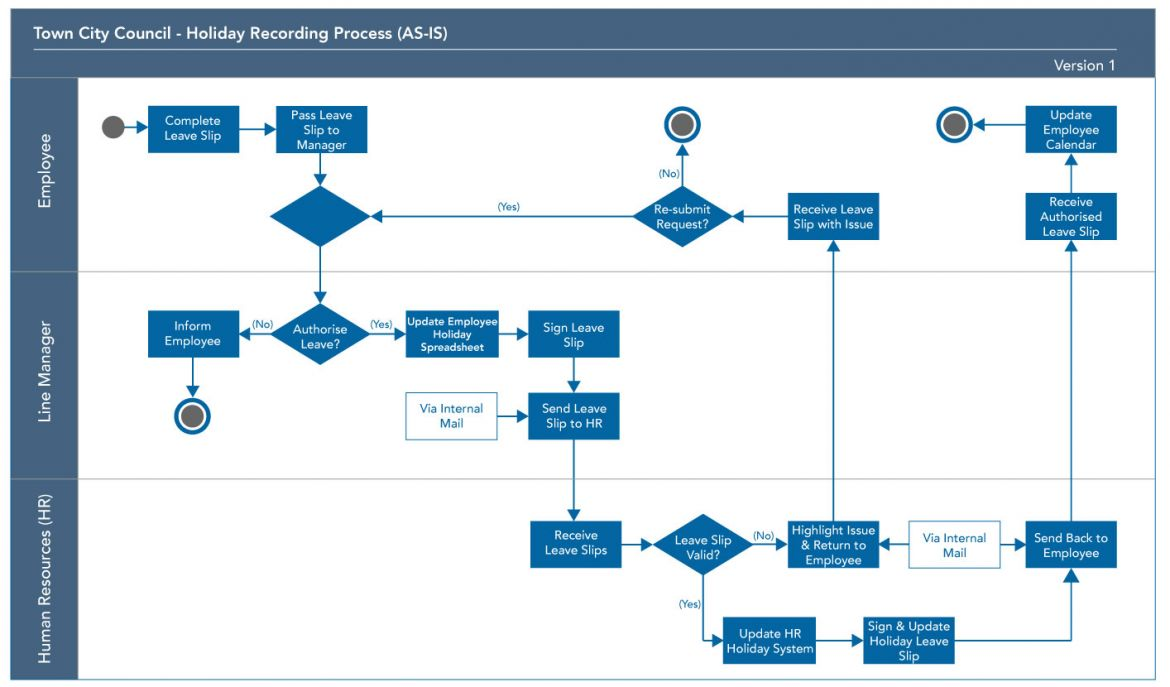 Town City Council - Holiday Recording Process (AS-IS)
Version 1
Employee
Complete
Leave Slip
Pass Leave
Slip to
Manager
Update
Employee
Calendar
(No)
(Yes)
Re-submit
Request?
Receive Leave
Slip with Issue
Receive
Authorised
Leave Slip
Line Manager
Inform
Employee
(No)
Authorise
Leave?
(Yes)
Update Employee
Holiday
Spreadsheet
Sign Leave
Slip
Via Internal
Mail
Send Leave
Slip to HR
Human Resources (HR)
Receive
Leave Slips
Leave Slip
Valid?
(No)
Highlight Issue
& Return to
Employee
Via Internal
Mail
Send Back to
Employee
(Yes)
Update HR
Holiday System
Sign & Update
Holiday Leave
Slip